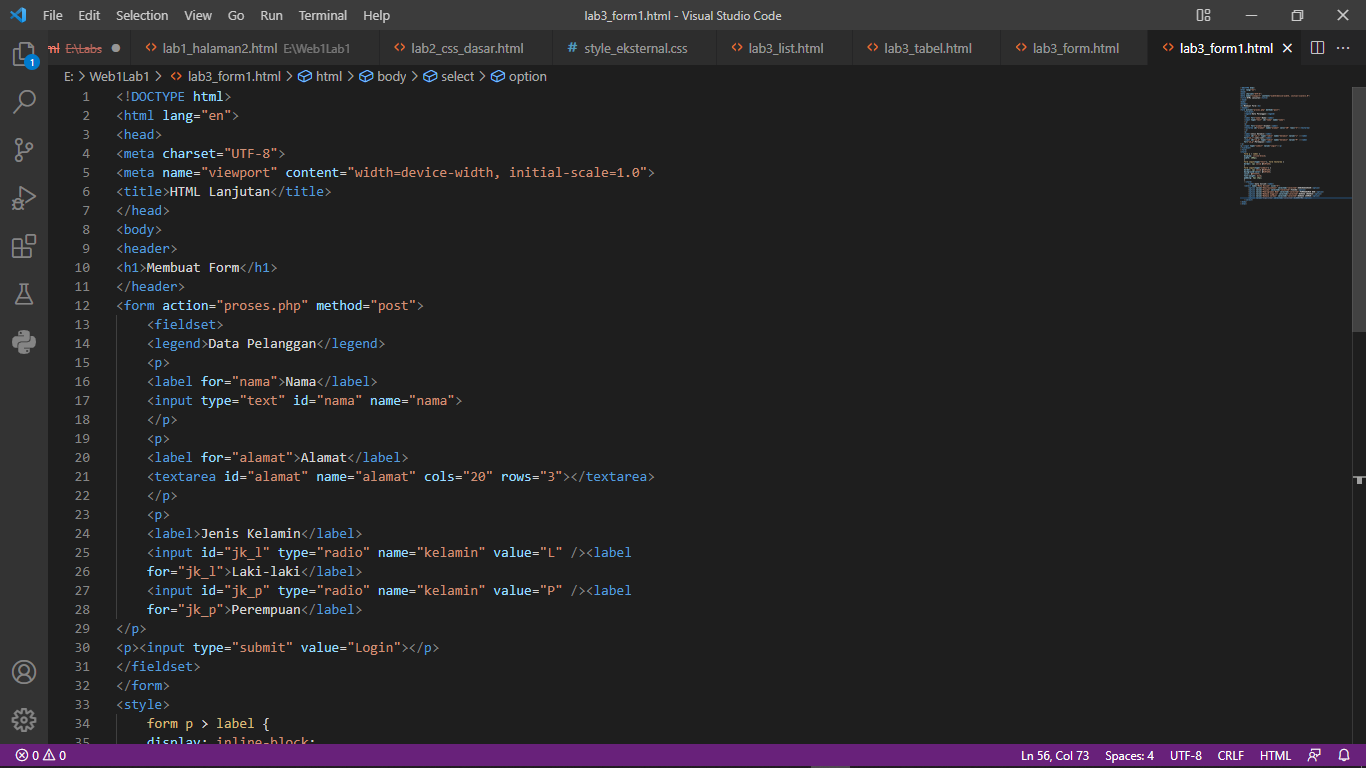 File Edit Selection View Go Run Terminal Help lab3_form1.html - Visual Studio Code
ml E:\Labs lab1_halaman2.html E:\Web1Lab1 lab2_css_dasar.html # style_eksternal.css lab3_list.html lab3_tabel.html lab3_form.html lab3_form1.html
1
E: > Web1Lab1 > lab3_form1.html > html > body > select > option
1 <!DOCTYPE html>
2 <html lang="en">
3 <head>
4 <meta charset="UTF-8">
5 <meta name="viewport" content="width=device-width, initial-scale=1.0">
6 <title>HTML Lanjutan</title>
7 </head>
8 <body>
9 <header>
10 <h1>Membuat Form</h1>
11 </header>
12 <form action="proses.php" method="post">
13 <fieldset>
14 <legend>Data Pelanggan</legend>
15 <p>
16 <label for="nama">Nama</label>
17 <input type="text" id="nama" name="nama">
18 </p>
19 <p>
20 <label for="alamat">Alamat</label>
21 <textarea id="alamat" name="alamat" cols="20" rows="3"></textarea>
22 </p>
23 <p>
24 <label>Jenis Kelamin</label>
25 <input id="jk_l" type="radio" name="kelamin" value="L" /><label
26 for="jk_l">Laki-laki</label>
27 <input id="jk_p" type="radio" name="kelamin" value="P" /><label
28 for="jk_p">Perempuan</label>
29 </p>
30 <p><input type="submit" value="Login"></p>
31 </fieldset>
32 </form>
33 <style>
34 form p > label {
35 display: inline-block;
0 0 Ln 56, Col 73 Spaces: 4 UTF-8 CRLF HTML